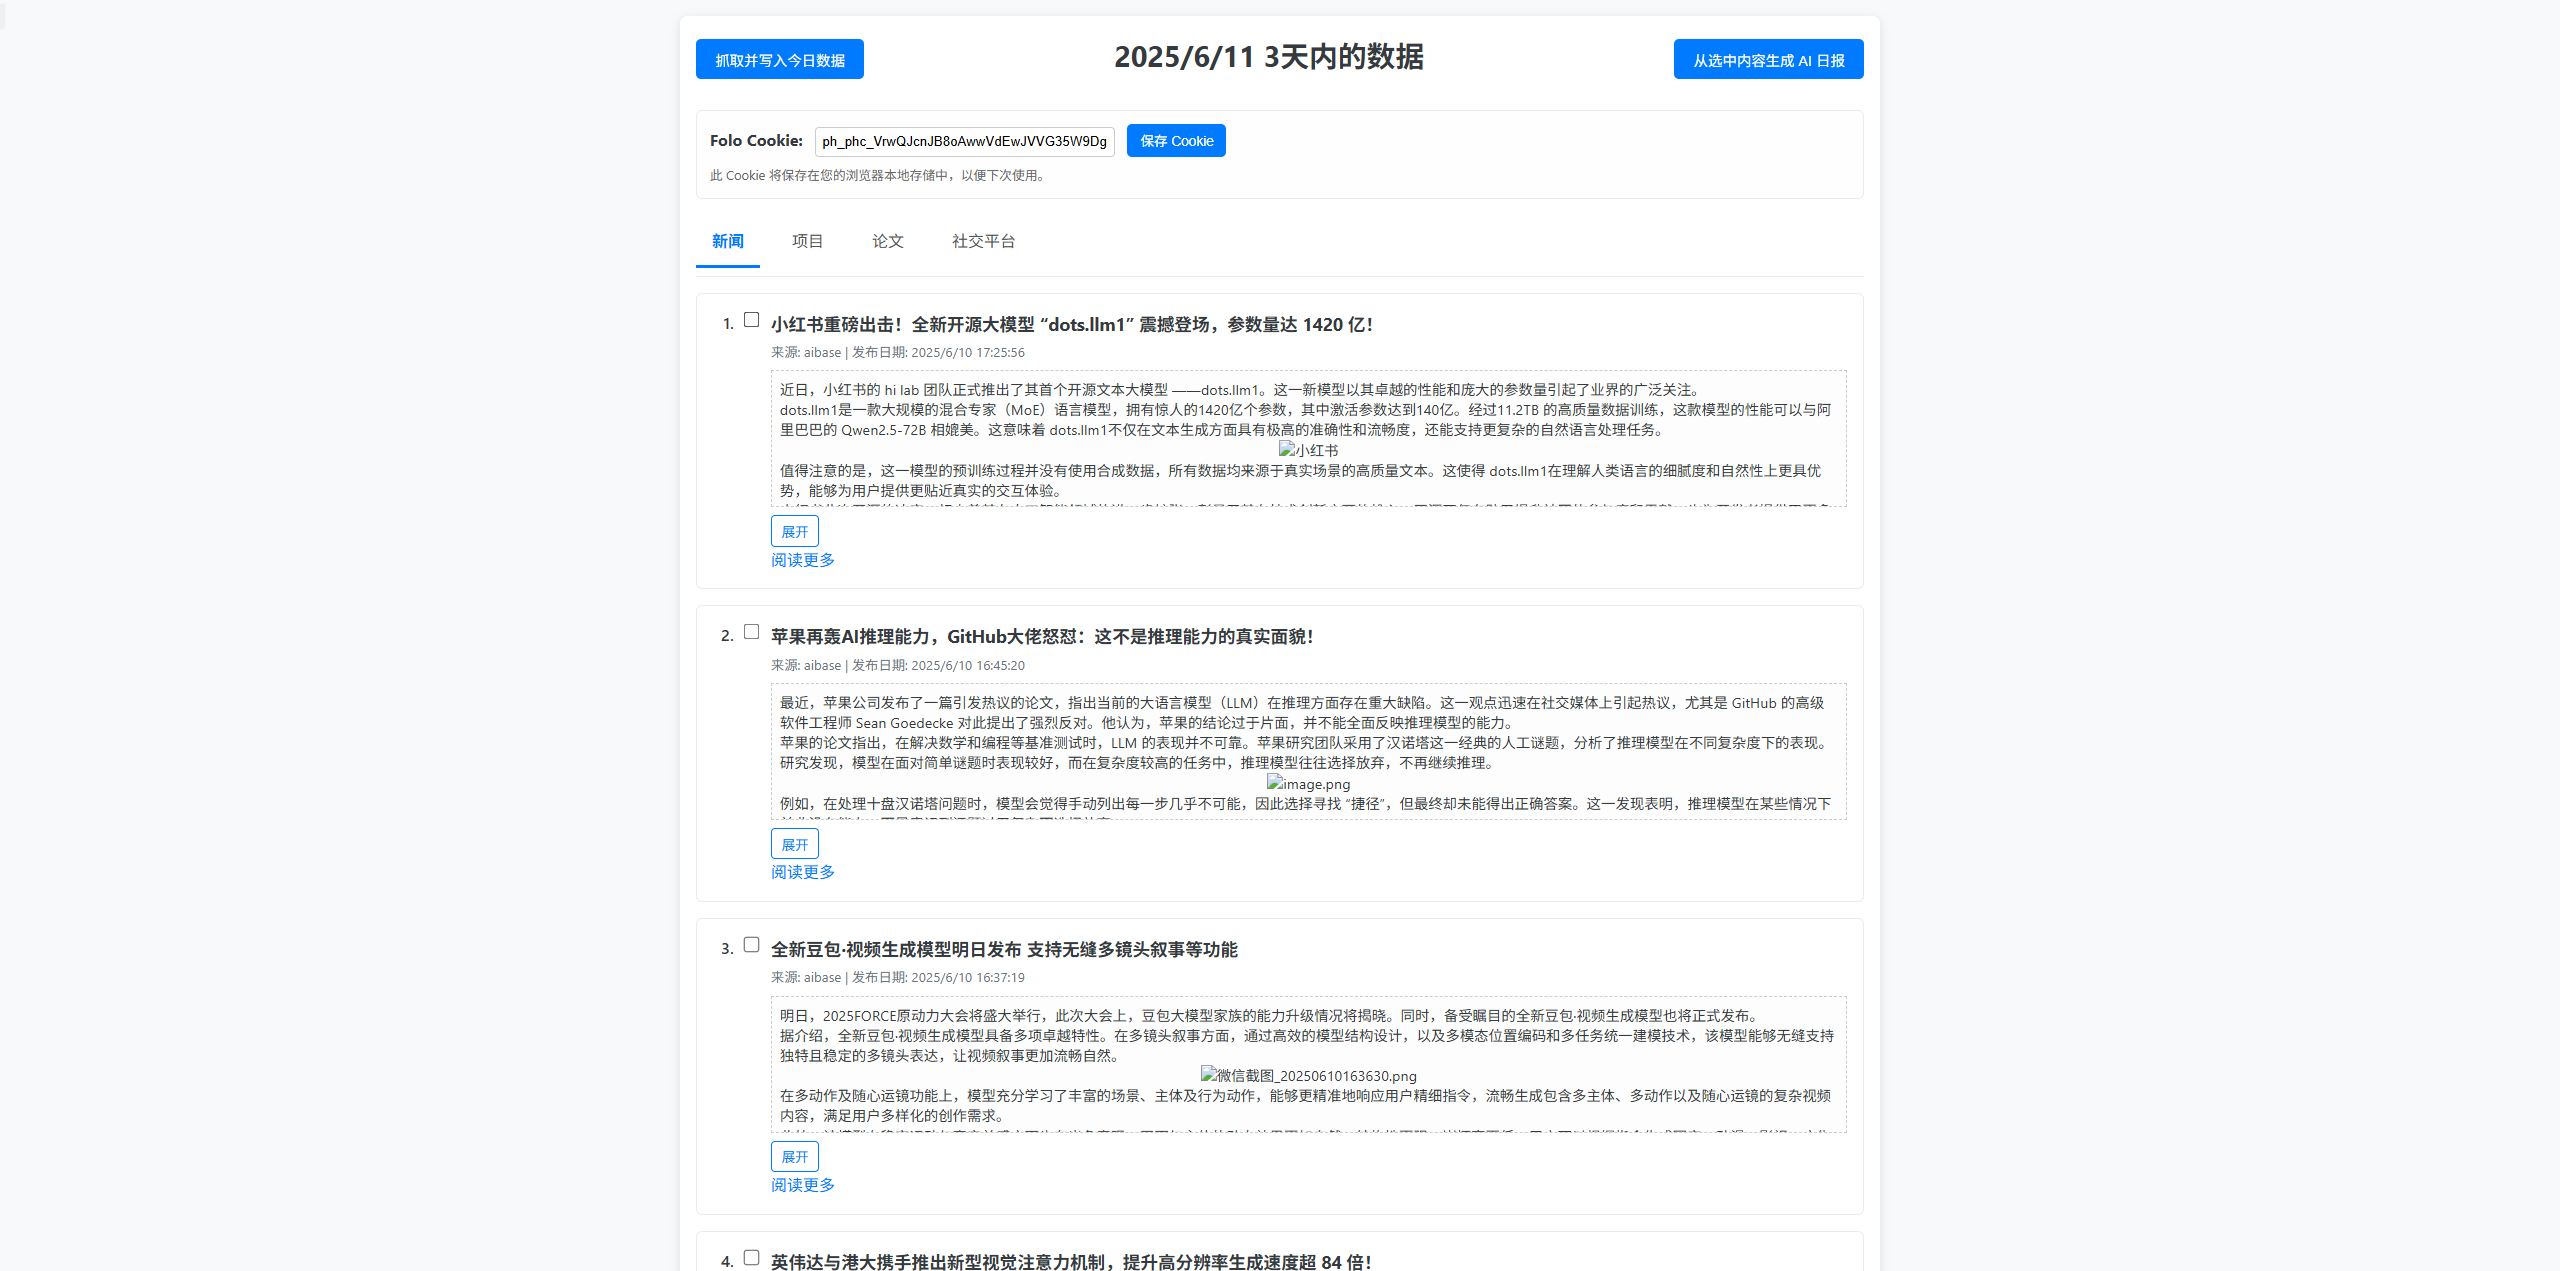 抓取并写入今日数据
2025/6/11 3天内的数据
从选中内容生成 AI 日报
Folo Cookie: ph_phc_VrwQJcnJB8oAwwVdEwJVVG35W9Dg 保存 Cookie
此 Cookie 将保存在您的浏览器本地存储中，以便下次使用。
新闻 项目 论文 社交平台
1. 小红书重磅出击！全新开源大模型 “dots.llm1” 震撼登场，参数量达 1420 亿！
来源: aibase | 发布日期: 2025/6/10 17:25:56
近日，小红书的 hi lab 团队正式推出了其首个开源文本大模型 ——dots.llm1。这一新模型以其卓越的性能和庞大的参数量引起了业界的广泛关注。
dots.llm1是一款大规模的混合专家（MoE）语言模型，拥有惊人的1420亿个参数，其中激活参数达到140亿。经过11.2TB 的高质量数据训练，这款模型的性能可以与阿
里巴巴的 Qwen2.5-72B 相媲美。这意味着 dots.llm1不仅在文本生成方面具有极高的准确性和流畅度，还能支持更复杂的自然语言处理任务。
小红书
值得注意的是，这一模型的预训练过程并没有使用合成数据，所有数据均来源于真实场景的高质量文本。这使得 dots.llm1在理解人类语言的细腻度和自然性上更具优
势，能够为用户提供更贴近真实的交互体验。
展开
阅读更多
2. 苹果再轰AI推理能力，GitHub大佬怒怼：这不是推理能力的真实面貌！
来源: aibase | 发布日期: 2025/6/10 16:45:20
最近，苹果公司发布了一篇引发热议的论文，指出当前的大语言模型（LLM）在推理方面存在重大缺陷。这一观点迅速在社交媒体上引起热议，尤其是 GitHub 的高级
软件工程师 Sean Goedecke 对此提出了强烈反对。他认为，苹果的结论过于片面，并不能全面反映推理模型的能力。
苹果的论文指出，在解决数学和编程等基准测试时，LLM 的表现并不可靠。苹果研究团队采用了汉诺塔这一经典的人工谜题，分析了推理模型在不同复杂度下的表现。
研究发现，模型在面对简单谜题时表现较好，而在复杂度较高的任务中，推理模型往往选择放弃，不再继续推理。
image.png
例如，在处理十盘汉诺塔问题时，模型会觉得手动列出每一步几乎不可能，因此选择寻找 “捷径”，但最终却未能得出正确答案。这一发现表明，推理模型在某些情况下
展开
阅读更多
3. 全新豆包·视频生成模型明日发布 支持无缝多镜头叙事等功能
来源: aibase | 发布日期: 2025/6/10 16:37:19
明日，2025FORCE原动力大会将盛大举行，此次大会上，豆包大模型家族的能力升级情况将揭晓。同时，备受瞩目的全新豆包·视频生成模型也将正式发布。
据介绍，全新豆包·视频生成模型具备多项卓越特性。在多镜头叙事方面，通过高效的模型结构设计，以及多模态位置编码和多任务统一建模技术，该模型能够无缝支持
独特且稳定的多镜头表达，让视频叙事更加流畅自然。
微信截图_20250610163630.png
在多动作及随心运镜功能上，模型充分学习了丰富的场景、主体及行为动作，能够更精准地响应用户精细指令，流畅生成包含多主体、多动作以及随心运镜的复杂视频
内容，满足用户多样化的创作需求。
展开
阅读更多
4. 英伟达与港大携手推出新型视觉注意力机制，提升高分辨率生成速度超 84 倍！